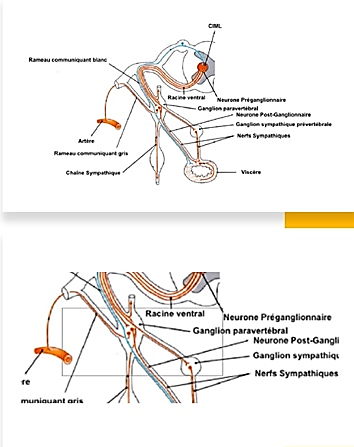 CIML
Rameau communiquant blanc
Racine ventral
Neurone Préganglionnaire
Ganglion paravertébral
Neurone Post-Ganglionnaire
Ganglion sympathique prévertébrale
Nerfs Sympathiques
Artère
Rameau communiquant gris
Chaîne Sympathique
Viscère
Racine ventral
Neurone Préganglionnaire
Ganglion paravertébral
Neurone Post-Gangli
Ganglion sympathiq
Nerfs Sympathiques
re
muniquant gris